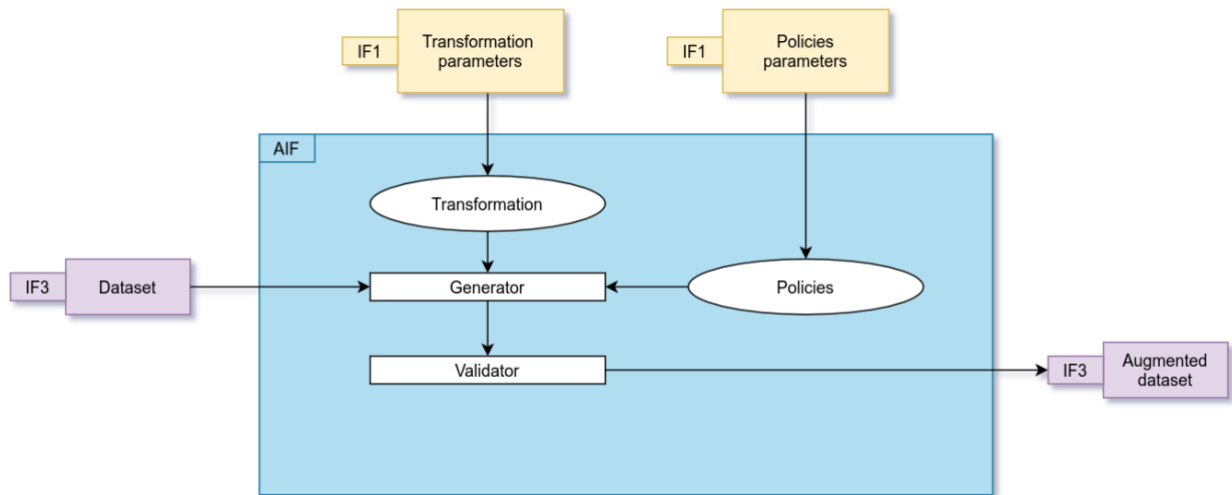 IF1
Transformation
parameters
IF1
Policies
parameters
AIF
Transformation
IF3
Dataset
Generator
Policies
Validator
IF3
Augmented
dataset